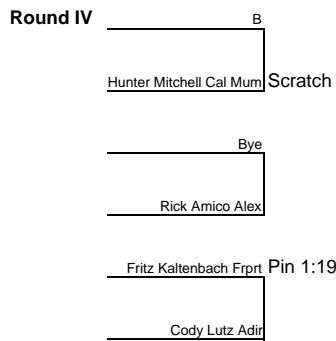 Round IV B
Hunter Mitchell Cal Mum Scratch
Bye
Rick Amico Alex
Fritz Kaltenbach Frprt Pin 1:19
Cody Lutz Adir